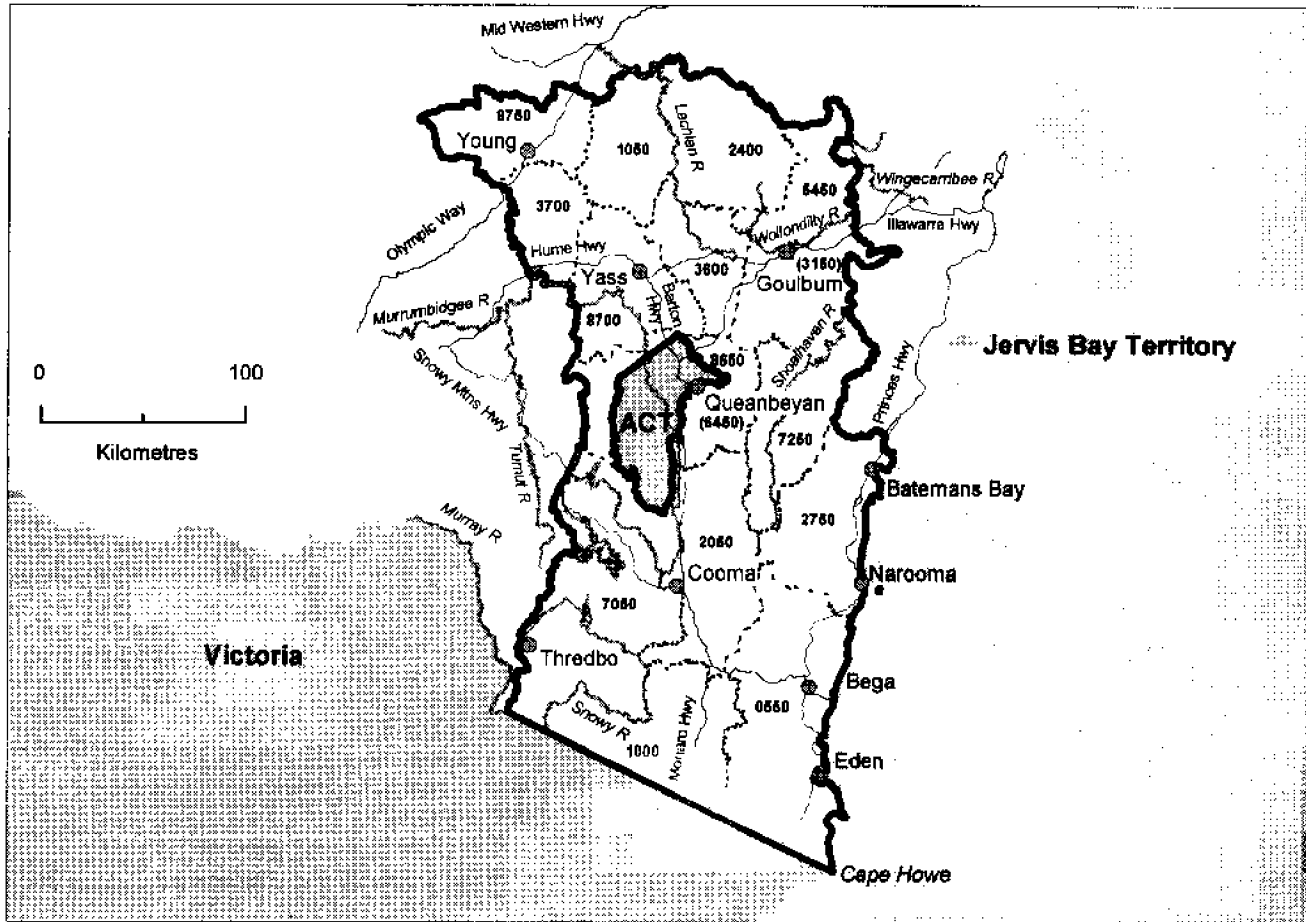 Mid Western Hwy
8750
Young
1050
Lachlan R
2400
5450
Wingecarribee R
3700
Olympic Way
Wollondilly R
Illawarra Hwy
Hume Hwy
3600
(3150)
Yass
Goulburn
Barton
Hwy
Murrumbidgee R
8700
Shoalhaven R
Princes Hwy
Jervis Bay Territory
0
100
Kilometres
Snowy Mtns Hwy
8650
Queanbeyan
(6450)
ACT
7250
Tumut R
Batemans Bay
Murray R
2750
2050
Cooma
Narooma
7050
Victoria
Thredbo
Bega
0550
Snowy R
1000
Monaro Hwy
Eden
Cape Howe